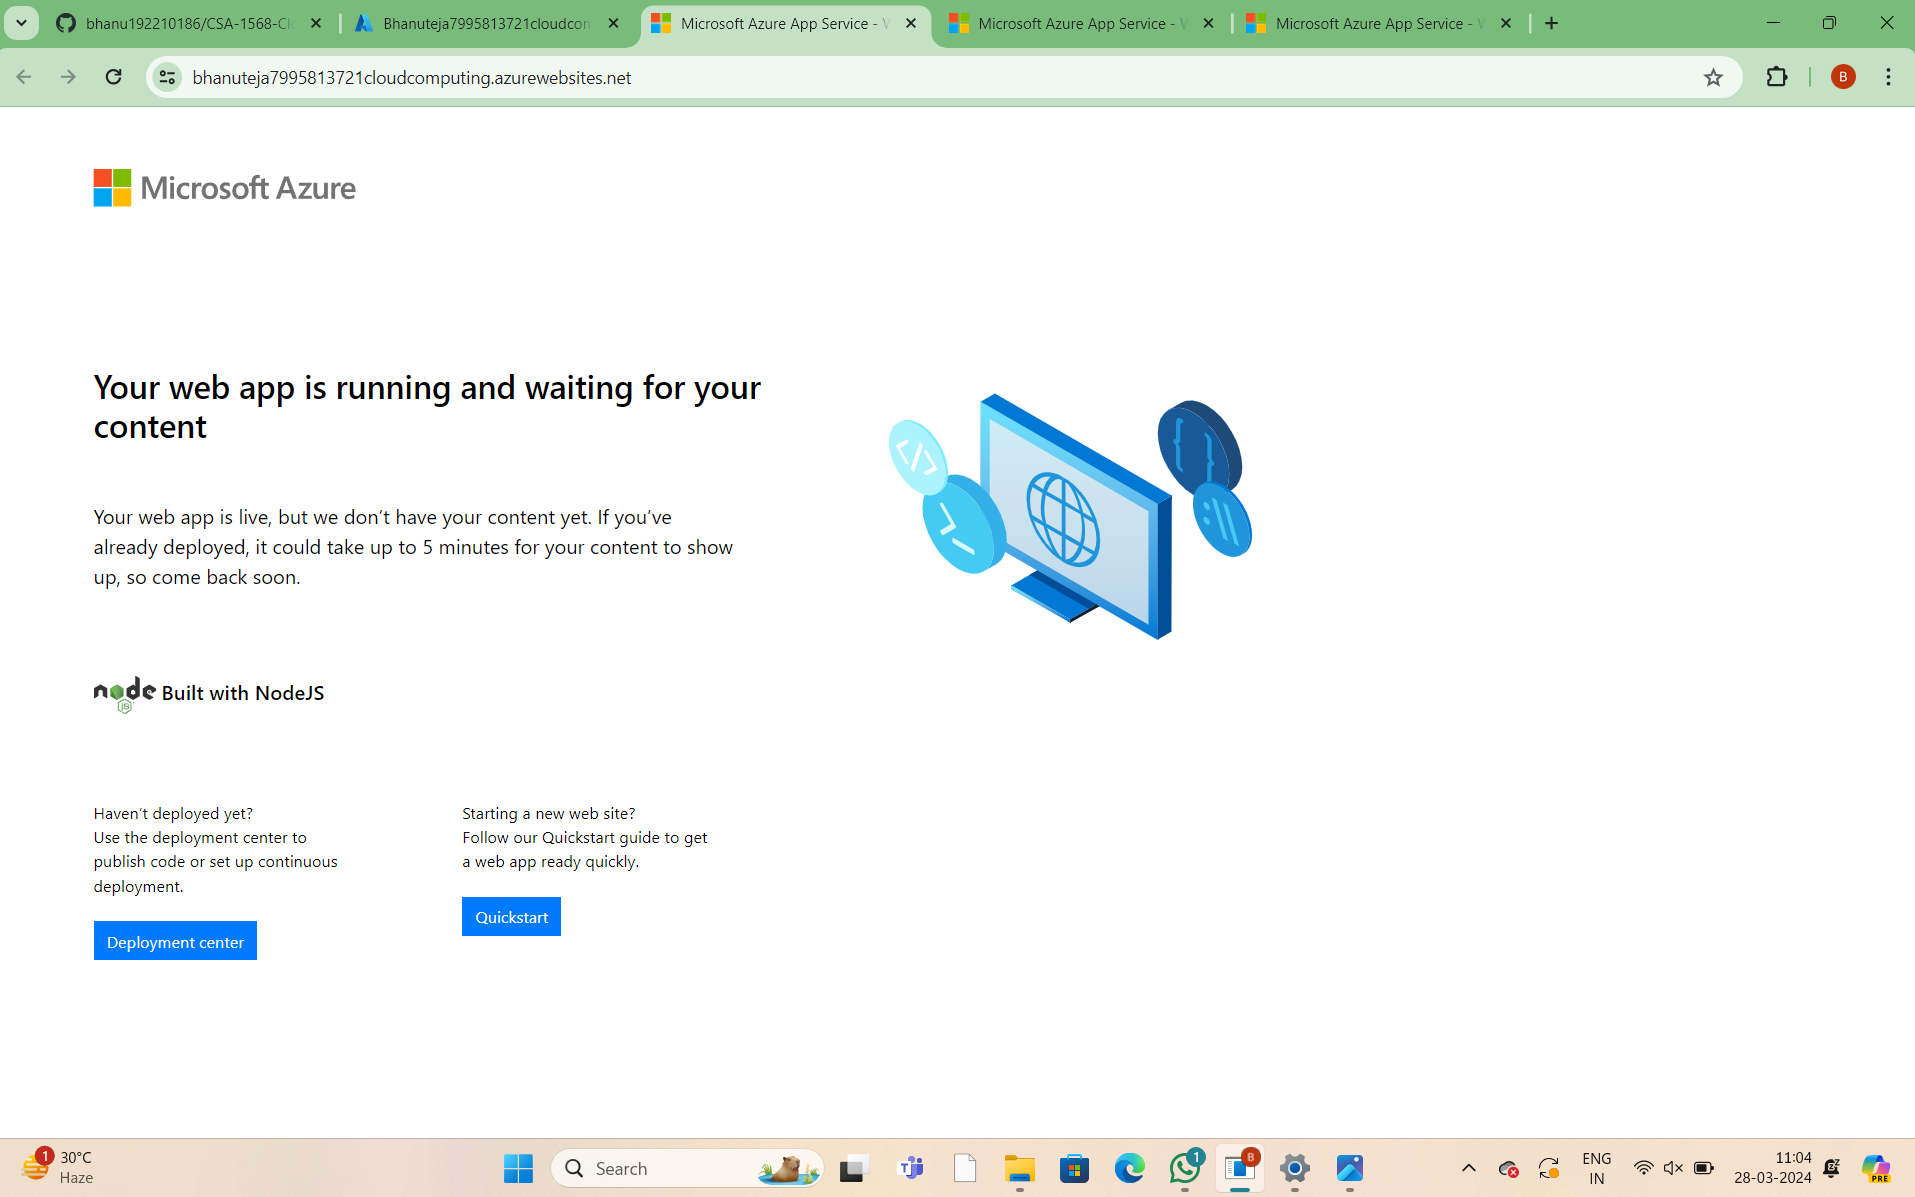 bhanu192210186/CSA-1568-Cl
Bhanuteja7995813721cloudcom
Microsoft Azure App Service - W
Microsoft Azure App Service - W
Microsoft Azure App Service - W
bhanuteja7995813721cloudcomputing.azurewebsites.net
B
Microsoft Azure
Your web app is running and waiting for your
content
Your web app is live, but we don’t have your content yet. If you’ve
already deployed, it could take up to 5 minutes for your content to show
up, so come back soon.
node JS Built with NodeJS
Haven’t deployed yet?
Use the deployment center to
publish code or set up continuous
deployment.
Deployment center
Starting a new web site?
Follow our Quickstart guide to get
a web app ready quickly.
Quickstart
1
30°C
Haze
Search
1
B
ENG
IN
11:04
28-03-2024
PRE